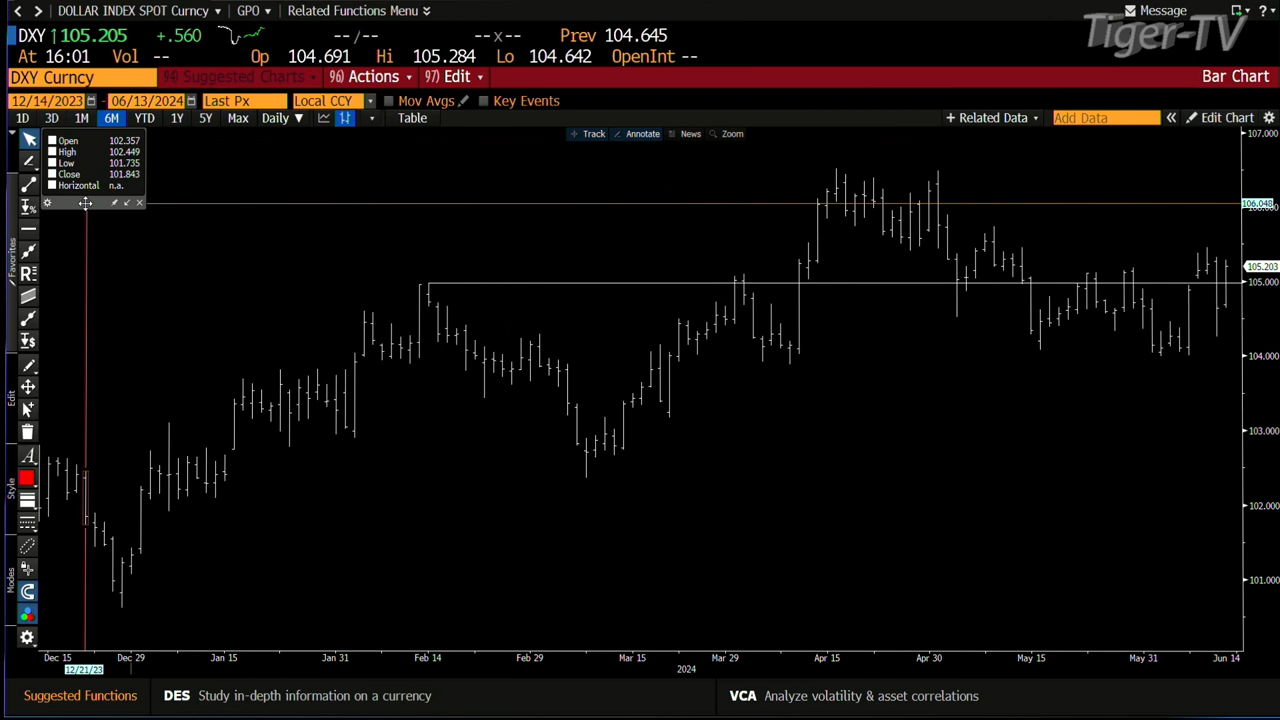 DOLLAR INDEX SPOT Curncy GPO Related Functions Menu Message ?
Tiger-TV
DXY ↑105.205 +.560 --/-- --x-- Prev 104.645
At 16:01 Vol -- Op 104.691 Hi 105.284 Lo 104.642 OpenInt --
DXY Curncy 94) Suggested Charts 96) Actions 97) Edit Bar Chart
12/14/2023 06/13/2024 Last Px Local CCY Mov Avgs Key Events
1D 3D 1M 6M YTD 1Y 5Y Max Daily ▼ Table + Related Data Add Data « Edit Chart
Track Annotate News Zoom
Open 102.357
High 102.449
Low 101.735
Close 101.843
Horizontal n.a.
107.000
106.048
105.203
105.000
104.000
103.000
102.000
101.000
Favorites
Edit
Style
Modes
Dec 15 Dec 29 Jan 15 Jan 31 Feb 14 Feb 29 Mar 15 Mar 29 Apr 15 Apr 30 May 15 May 31 Jun 14
12/21/23 2024
Suggested Functions DES Study in-depth information on a currency VCA Analyze volatility & asset correlations